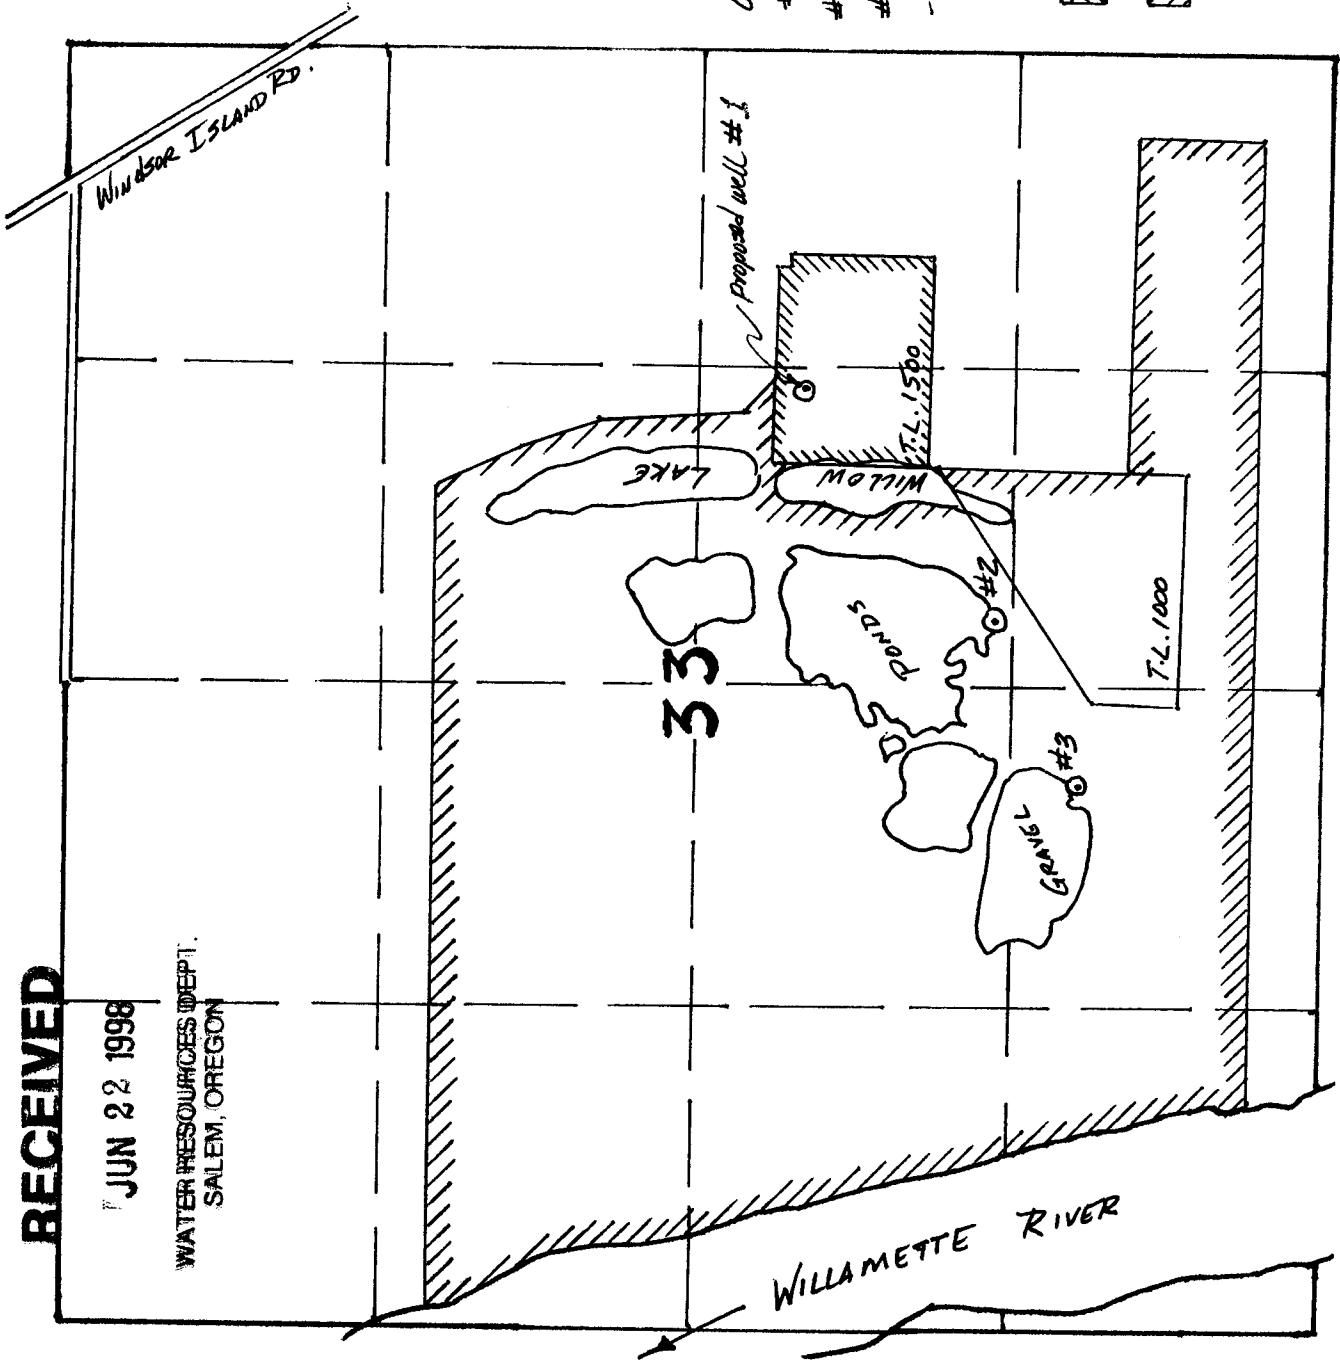 WINDSOR ISLAND RD.
Proposed well #1
T.L. 1500
LAKE
WILLOW
#2
PONDS
33
T.L. 1000
#3
GRAVEL
RECEIVED
JUN 22 1998
WATER RESOURCES DEPT.
SALEM, OREGON
WILLAMETTE RIVER
#
#